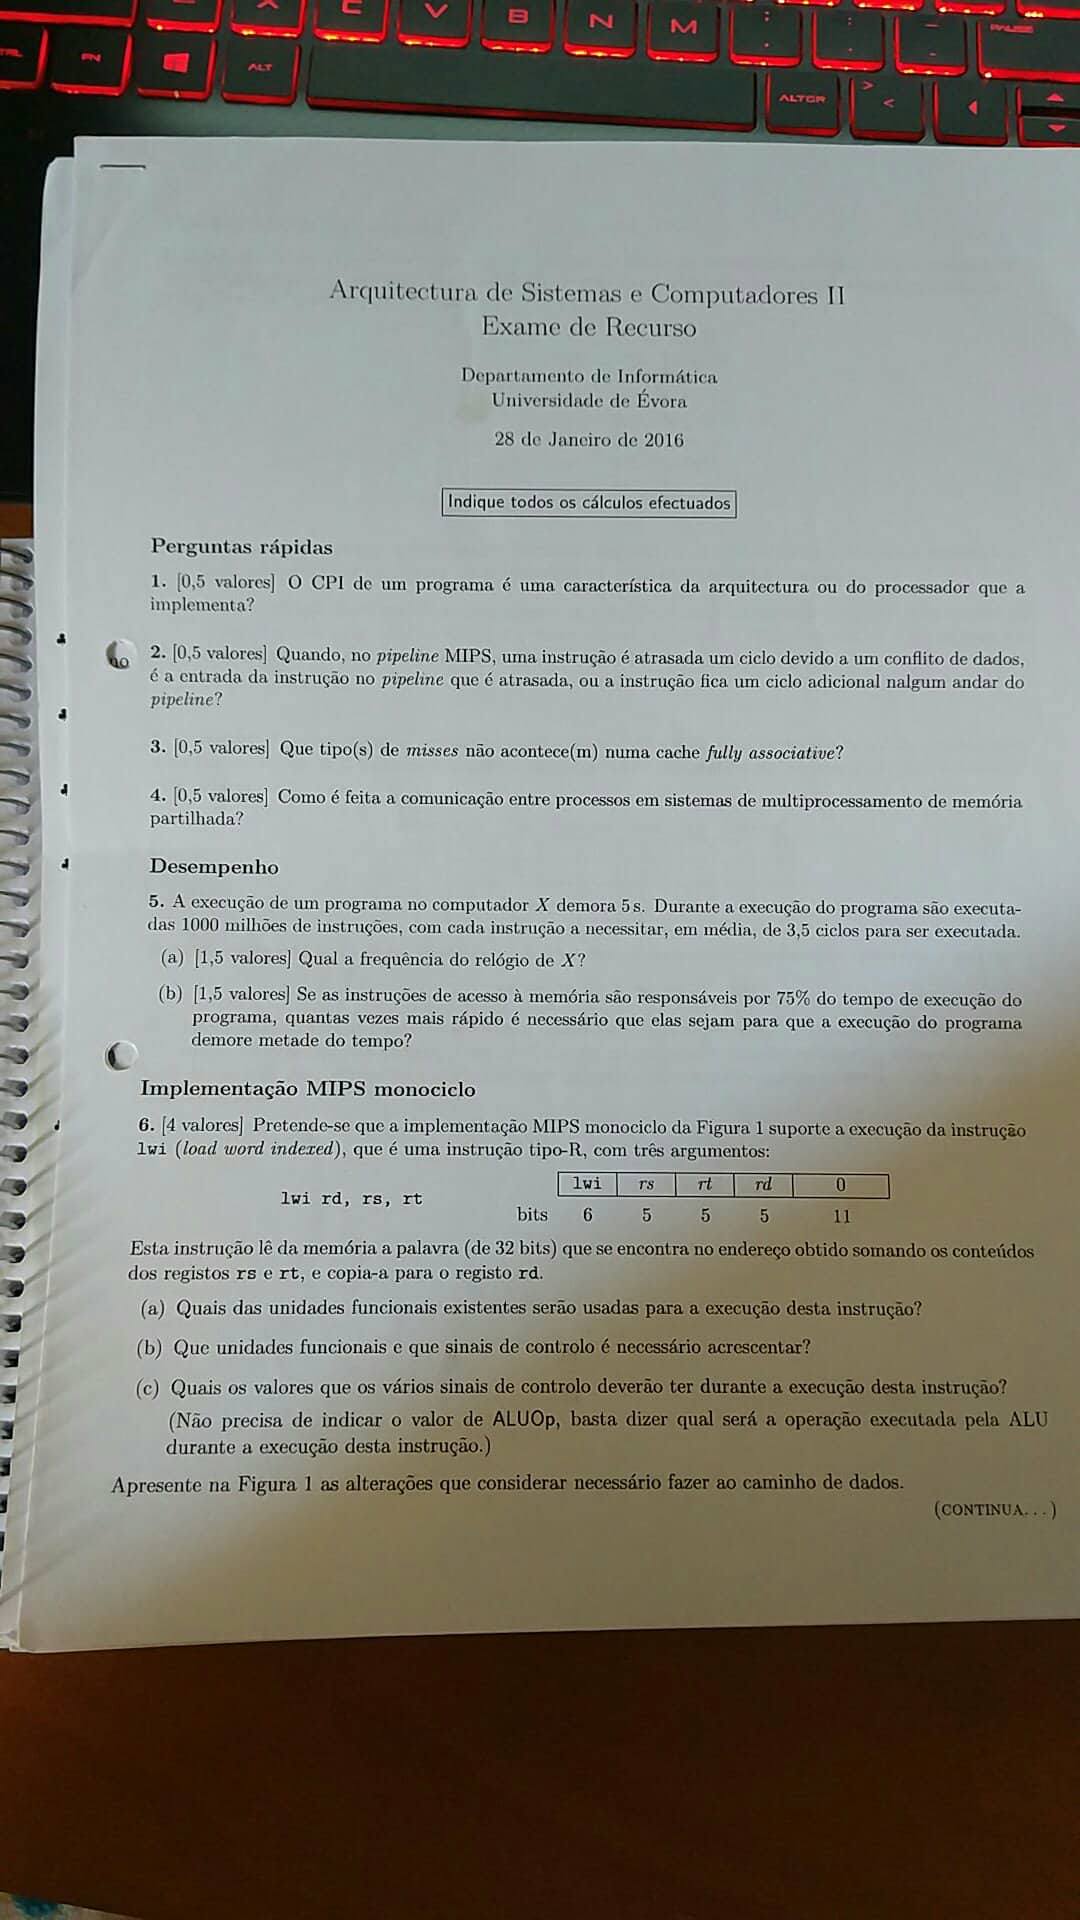 X C V B N M ; : _ PAUSE
. . -
CTRL FN ALT ALTGR > <
Arquitectura de Sistemas e Computadores II
Exame de Recurso
Departamento de Informática
Universidade de Évora
28 de Janeiro de 2016
Indique todos os cálculos efectuados
Perguntas rápidas
1. [0,5 valores] O CPI de um programa é uma característica da arquitectura ou do processador que a
implementa?
2. [0,5 valores] Quando, no pipeline MIPS, uma instrução é atrasada um ciclo devido a um conflito de dados,
é a entrada da instrução no pipeline que é atrasada, ou a instrução fica um ciclo adicional nalgum andar do
pipeline?
3. [0,5 valores] Que tipo(s) de misses não acontece(m) numa cache fully associative?
4. [0,5 valores] Como é feita a comunicação entre processos em sistemas de multiprocessamento de memória
partilhada?
Desempenho
5. A execução de um programa no computador X demora 5 s. Durante a execução do programa são executa-
das 1000 milhões de instruções, com cada instrução a necessitar, em média, de 3,5 ciclos para ser executada.
(a) [1,5 valores] Qual a frequência do relógio de X?
(b) [1,5 valores] Se as instruções de acesso à memória são responsáveis por 75% do tempo de execução do
programa, quantas vezes mais rápido é necessário que elas sejam para que a execução do programa
demore metade do tempo?
Implementação MIPS monociclo
6. [4 valores] Pretende-se que a implementação MIPS monociclo da Figura 1 suporte a execução da instrução
lwi (load word indexed), que é uma instrução tipo-R, com três argumentos:
lwi rd, rs, rt
lwi rs rt rd 0
bits 6 5 5 5 11
Esta instrução lê da memória a palavra (de 32 bits) que se encontra no endereço obtido somando os conteúdos
dos registos rs e rt, e copia-a para o registo rd.
(a) Quais das unidades funcionais existentes serão usadas para a execução desta instrução?
(b) Que unidades funcionais e que sinais de controlo é necessário acrescentar?
(c) Quais os valores que os vários sinais de controlo deverão ter durante a execução desta instrução?
(Não precisa de indicar o valor de ALUOp, basta dizer qual será a operação executada pela ALU
durante a execução desta instrução.)
Apresente na Figura 1 as alterações que considerar necessário fazer ao caminho de dados.
(CONTINUA. . . )